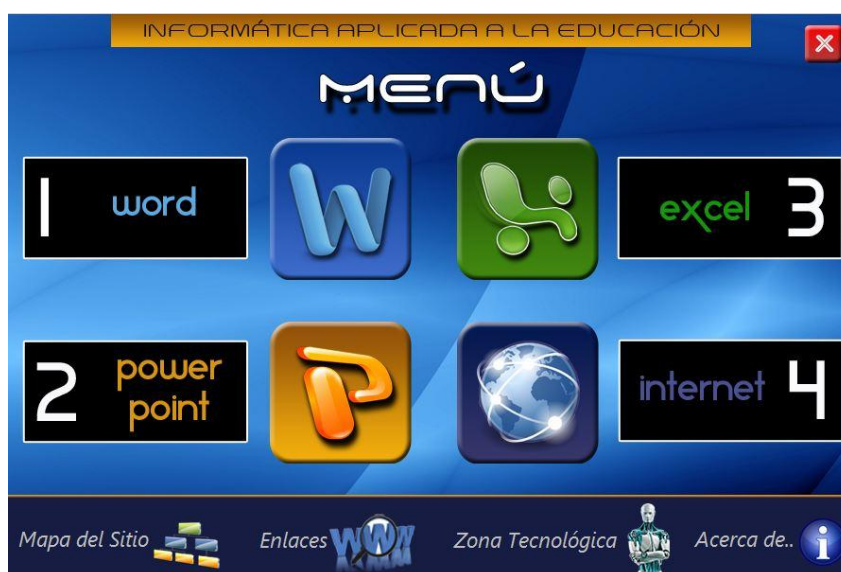 INFORMÁTICA APLICADA A LA EDUCACIÓN
MENÚ
1 word
excel 3
2 power
point
internet 4
Mapa del Sitio
Enlaces WWW
Zona Tecnológica
Acerca de..